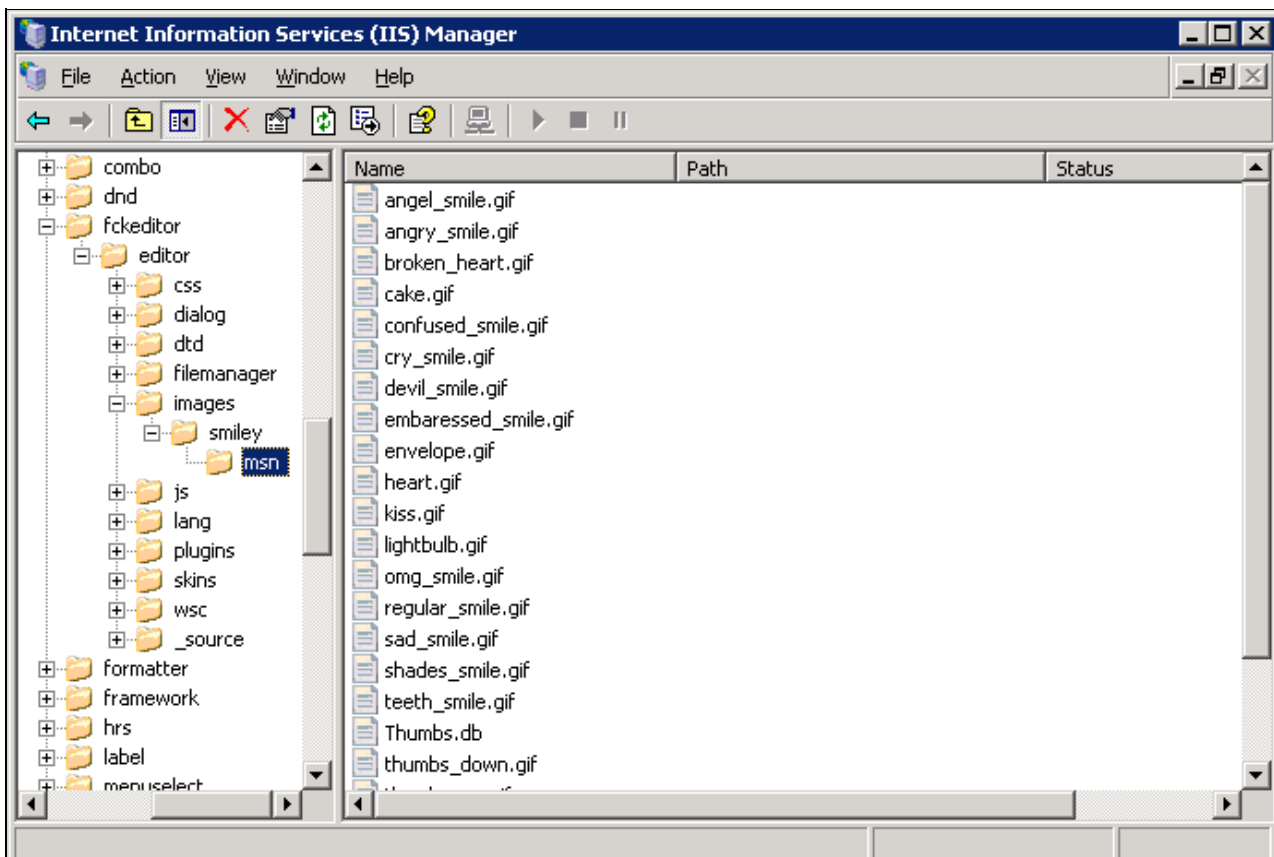 Internet Information Services (IIS) Manager
File Action View Window Help
combo
dnd
fckeditor
editor
css
dialog
dtd
filemanager
images
smiley
msn
js
lang
plugins
skins
wsc
_source
formatter
framework
hrs
label
menuselect
Name Path Status
angel_smile.gif
angry_smile.gif
broken_heart.gif
cake.gif
confused_smile.gif
cry_smile.gif
devil_smile.gif
embaressed_smile.gif
envelope.gif
heart.gif
kiss.gif
lightbulb.gif
omg_smile.gif
regular_smile.gif
sad_smile.gif
shades_smile.gif
teeth_smile.gif
Thumbs.db
thumbs_down.gif